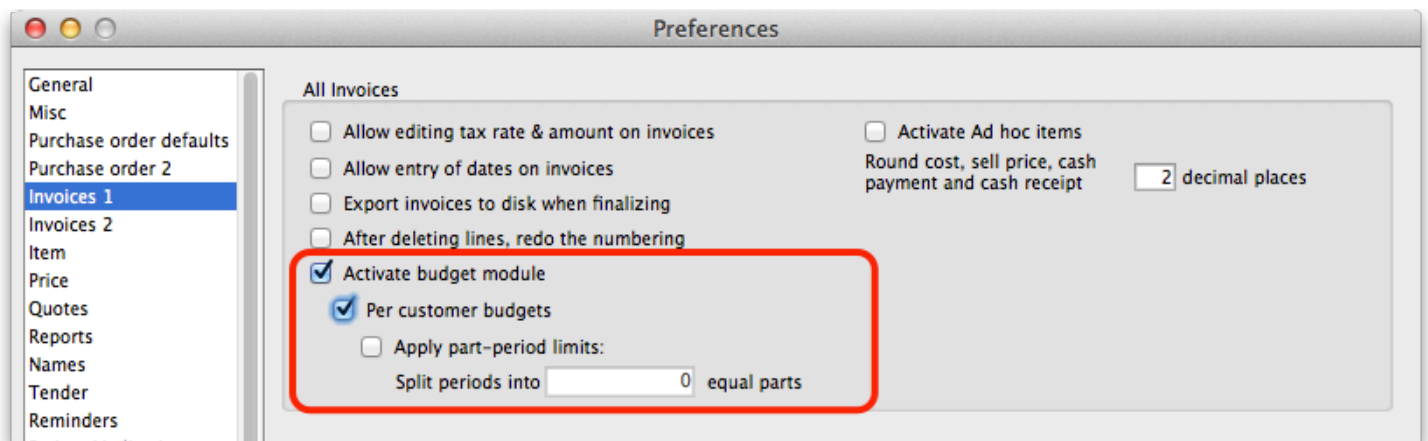 Preferences
General
Misc
Purchase order defaults
Purchase order 2
Invoices 1
Invoices 2
Item
Price
Quotes
Reports
Names
Tender
Reminders
All Invoices
Allow editing tax rate & amount on invoices
Allow entry of dates on invoices
Export invoices to disk when finalizing
After deleting lines, redo the numbering
Activate budget module
Per customer budgets
Apply part-period limits:
Split periods into 0 equal parts
Activate Ad hoc items
Round cost, sell price, cash
payment and cash receipt 2 decimal places